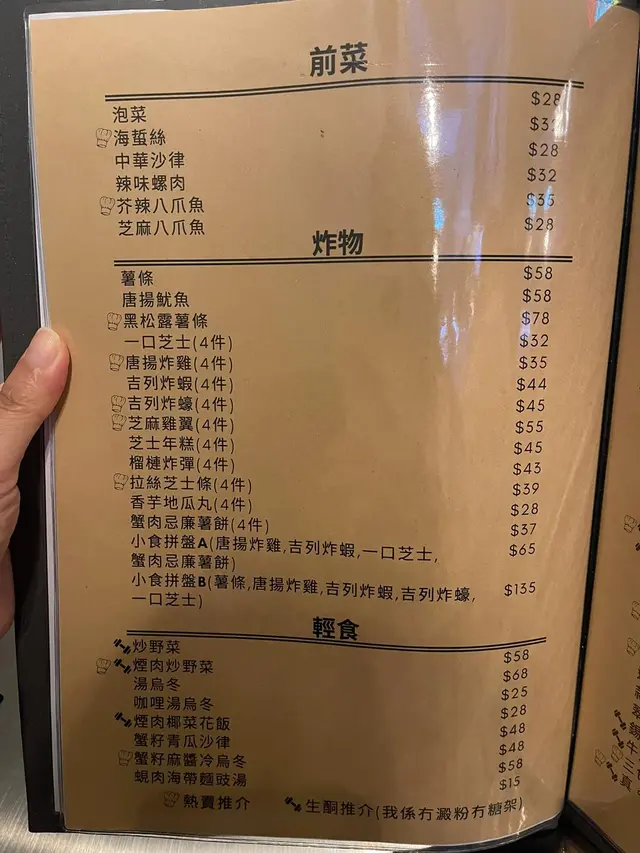 前菜
泡菜 $28
海蜇絲 $32
中華沙律 $28
辣味螺肉 $32
芥辣八爪魚 $35
芝麻八爪魚 $28
炸物
薯條 $58
唐揚魷魚 $58
黑松露薯條 $78
一口芝士(4件) $32
唐揚炸雞(4件) $35
吉列炸蝦(4件) $44
吉列炸蠔(4件) $45
芝麻雞翼(4件) $55
芝士年糕(4件) $45
榴槤炸彈(4件) $43
拉絲芝士條(4件) $39
香芋地瓜丸(4件) $28
蟹肉忌廉薯餅(4件) $37
小食拼盤A(唐揚炸雞,吉列炸蝦,一口芝士, $65
蟹肉忌廉薯餅)
小食拼盤B(薯條,唐揚炸雞,吉列炸蝦,吉列炸蠔, $135
一口芝士)
輕食
炒野菜 $58
煙肉炒野菜 $68
湯烏冬 $25
咖哩湯烏冬 $28
煙肉椰菜花飯 $48
蟹籽青瓜沙律 $48
蟹籽麻醬冷烏冬 $58
蜆肉海帶麵豉湯 $15
熱賣推介 生酮推介(我係冇澱粉冇糖架)